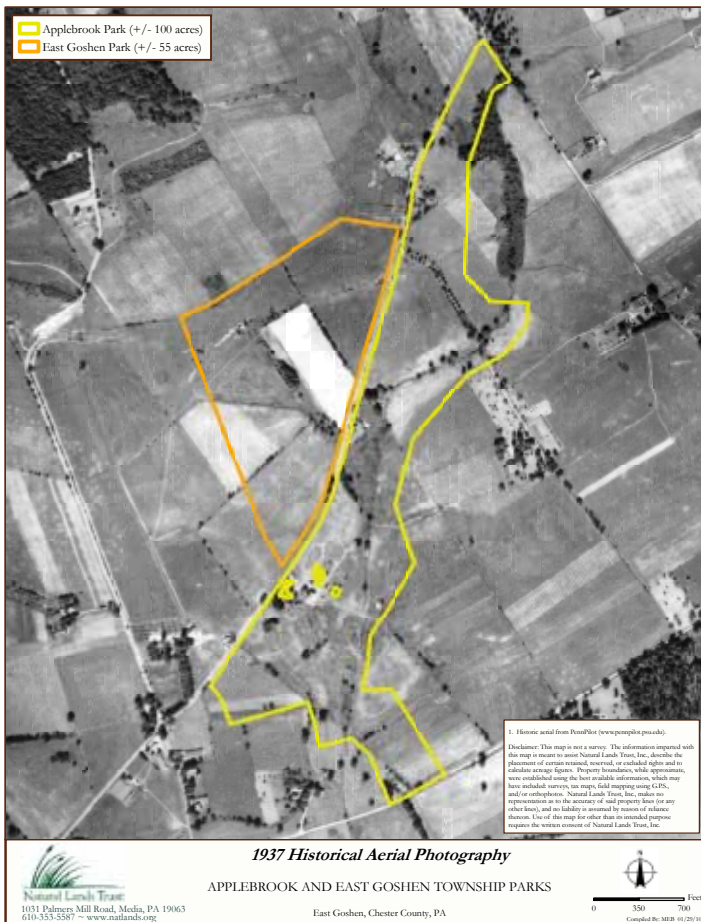 Applebrook Park (+/- 100 acres)
East Goshen Park (+/- 55 acres)
1. Historic aerial from PennPilot (www.pennpilot.psu.edu).
Disclaimer: This map is not a survey. The information imparted with
this map is meant to assist Natural Lands Trust, Inc., describe the
placement of certain retained, reserved, or excluded rights and to
calculate acreage figures. Property boundaries, while approximate,
were established using the best available information, which may
have included: surveys, tax maps, field mapping using G.P.S.,
and/or orthophotos. Natural Lands Trust, Inc., makes no
representation as to the accuracy of said property lines (or any
other lines), and no liability is assumed by reason of reliance
thereon. Use of this map for other than its intended purpose
requires the written consent of Natural Lands Trust, Inc.
Natural Lands Trust
1031 Palmers Mill Road, Media, PA 19063
610-353-5587 ~ www.natlands.org
1937 Historical Aerial Photography
APPLEBROOK AND EAST GOSHEN TOWNSHIP PARKS
East Goshen, Chester County, PA
Feet
0 350 700
Compiled By: MEB 01/29/10